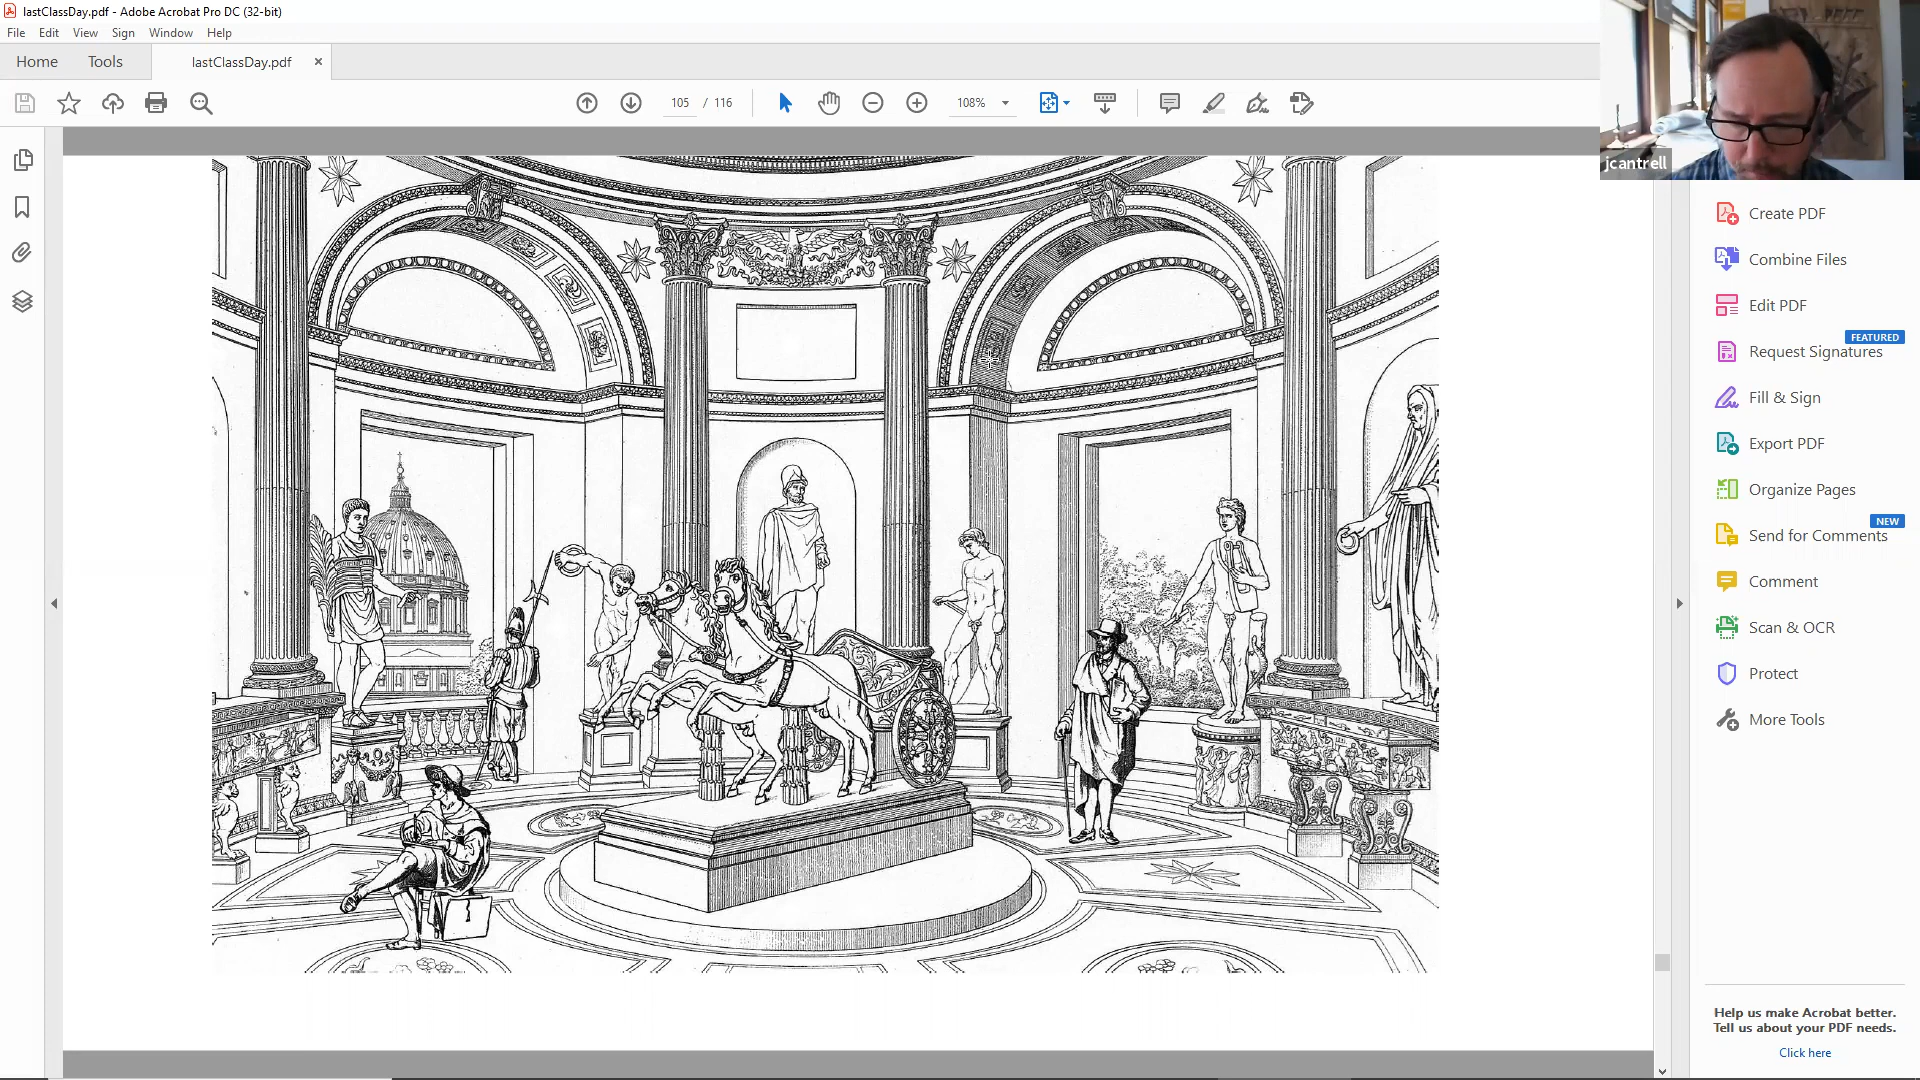 lastClassDay.pdf - Adobe Acrobat Pro DC (32-bit)
File Edit View Sign Window Help
Home Tools lastClassDay.pdf
105 / 116 108%
jcantrell
Create PDF
Combine Files
Edit PDF
FEATURED
Request Signatures
Fill & Sign
Export PDF
Organize Pages
NEW
Send for Comments
Comment
Scan & OCR
Protect
More Tools
Help us make Acrobat better.
Tell us about your PDF needs.
Click here